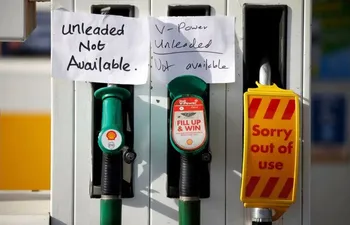 Unleaded
Not
Available.
V-Power
Unleaded
Not available
FILL UP
& WIN
Sorry
out of
use